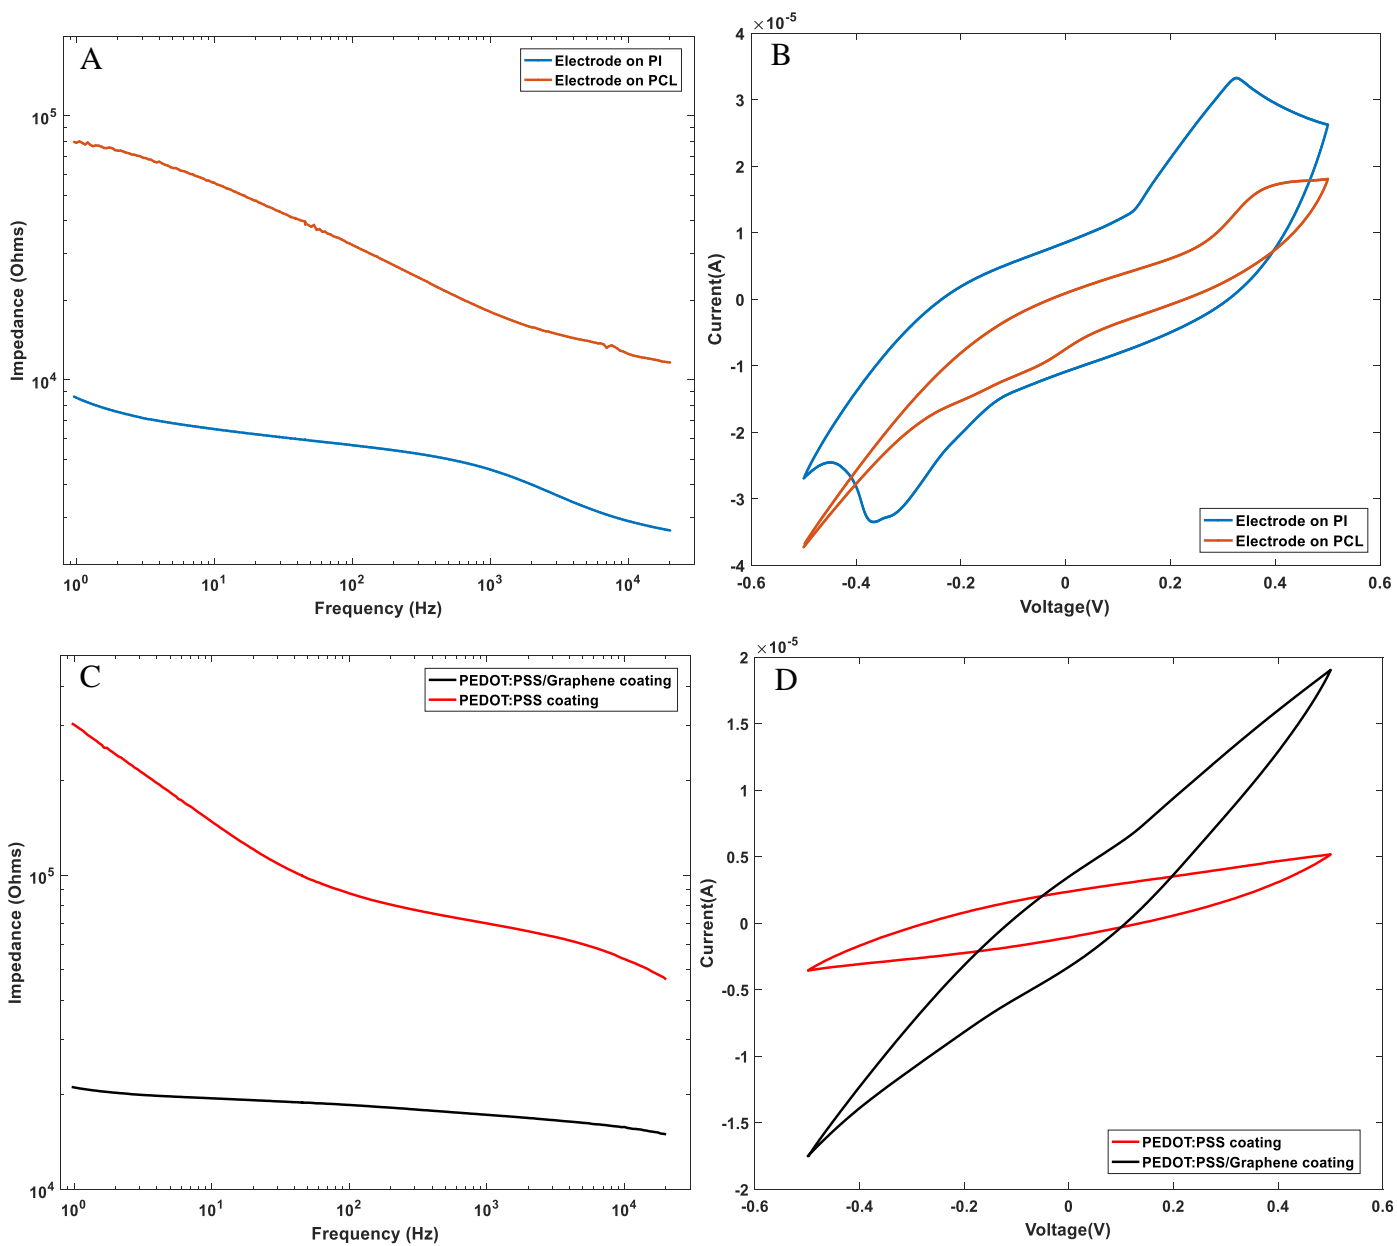 A
Electrode on PI
Electrode on PCL
10^5
10^4
Impedance (Ohms)
10^0 10^1 10^2 10^3 10^4
Frequency (Hz)
×10^-5
B
4
3
2
1
0
-1
-2
-3
-4
Current(A)
Electrode on PI
Electrode on PCL
-0.6 -0.4 -0.2 0 0.2 0.4 0.6
Voltage(V)
C
PEDOT:PSS/Graphene coating
PEDOT:PSS coating
10^5
10^4
Impedance (Ohms)
10^0 10^1 10^2 10^3 10^4
Frequency (Hz)
×10^-5
D
2
1.5
1
0.5
0
-0.5
-1
-1.5
-2
Current(A)
PEDOT:PSS coating
PEDOT:PSS/Graphene coating
-0.6 -0.4 -0.2 0 0.2 0.4 0.6
Voltage(V)